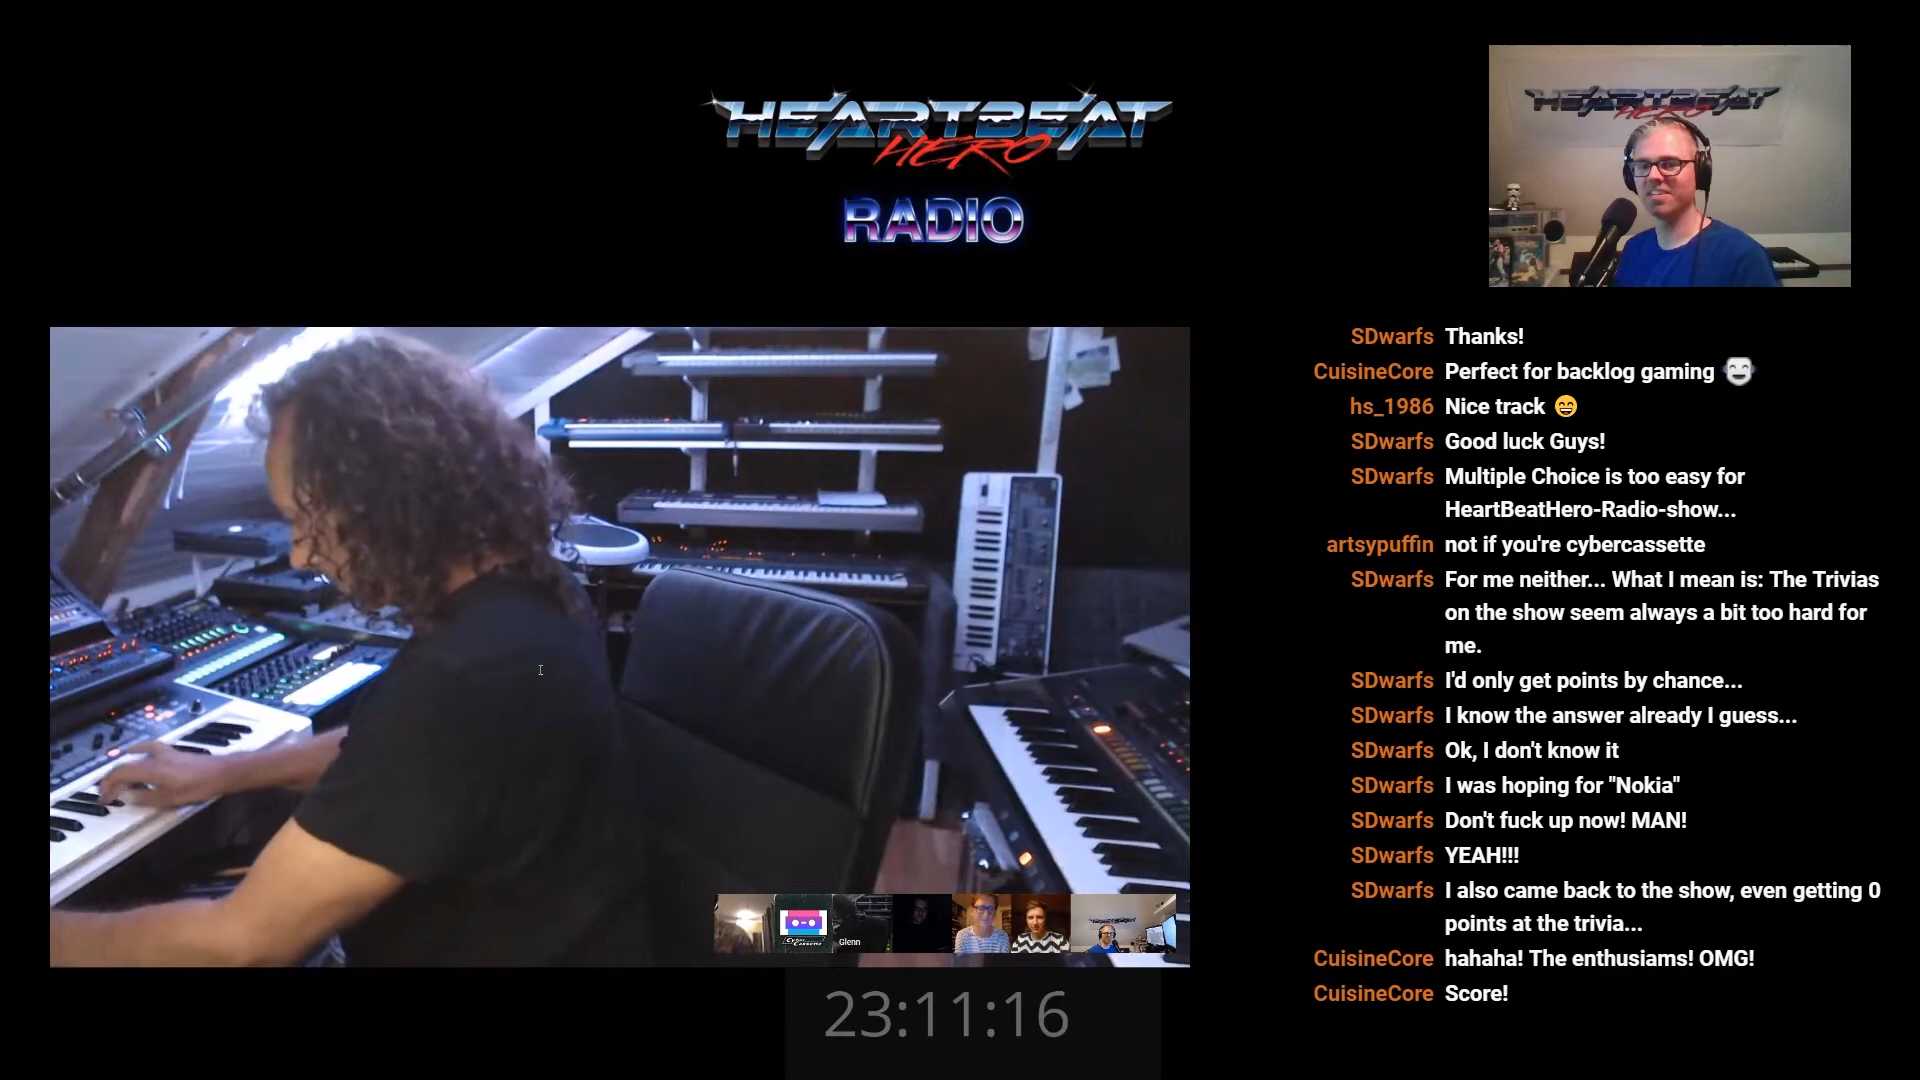 HEARTBEAT
HERO
RADIO
HEARTBEAT
HERO
SDwarfs Thanks!
CuisineCore Perfect for backlog gaming
hs_1986 Nice track 😁
SDwarfs Good luck Guys!
SDwarfs Multiple Choice is too easy for
HeartBeatHero-Radio-show...
artsypuffin not if you're cybercassette
SDwarfs For me neither... What I mean is: The Trivias
on the show seem always a bit too hard for
me.
SDwarfs I'd only get points by chance...
SDwarfs I know the answer already I guess...
SDwarfs Ok, I don't know it
SDwarfs I was hoping for "Nokia"
SDwarfs Don't fuck up now! MAN!
SDwarfs YEAH!!!
SDwarfs I also came back to the show, even getting 0
points at the trivia...
CuisineCore hahaha! The enthusiams! OMG!
CuisineCore Score!
Cyber
Cassette
Glenn
23:11:16